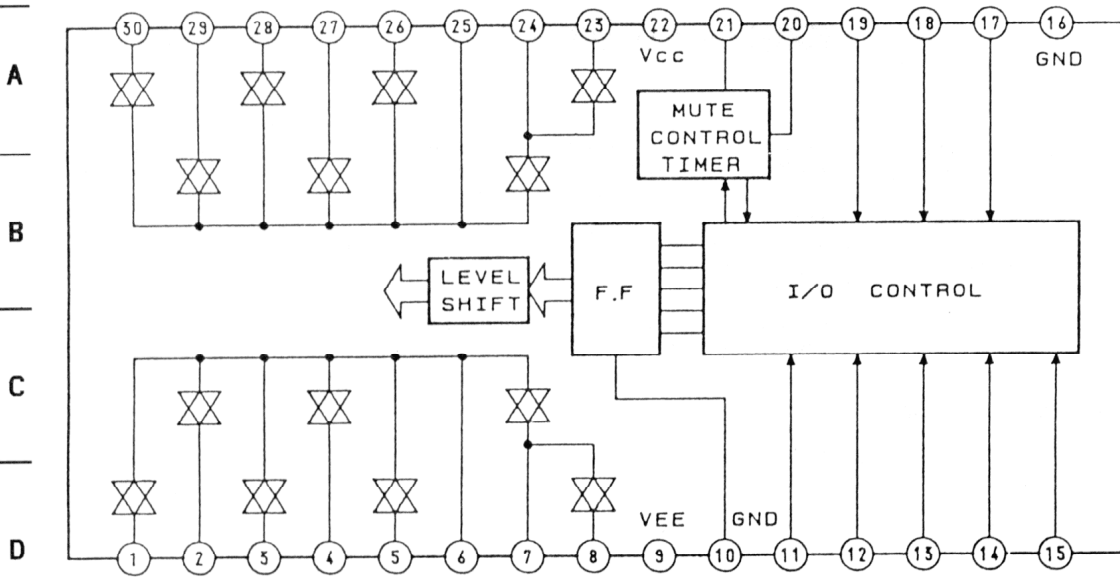 30 29 28 27 26 25 24 23 22 21 20 19 18 17 16
Vcc
GND
A
MUTE
CONTROL
TIMER
B
LEVEL
SHIFT
F.F
I/O CONTROL
C
VEE
GND
D
1 2 3 4 5 6 7 8 9 10 11 12 13 14 15